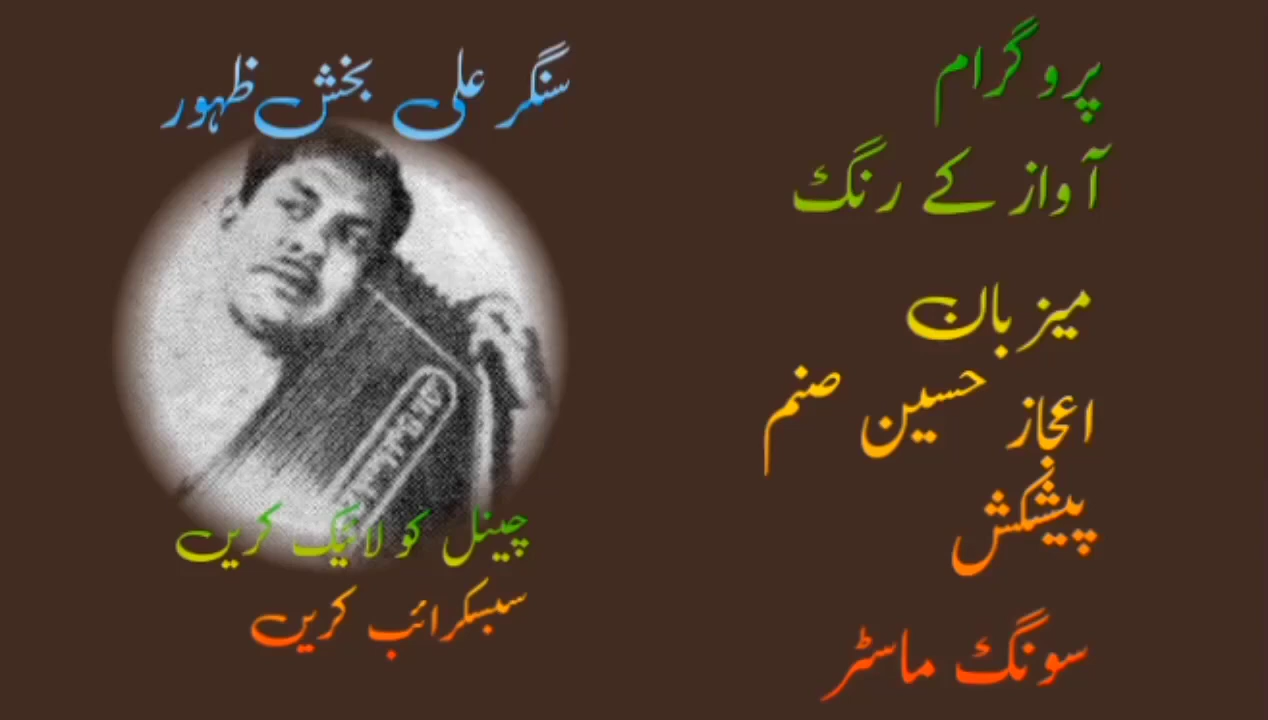 پروگرام
آواز کے رنگ
میزبان
اعجاز حسین صنم
پیشکش
سونگ ماسٹر
سنگر علی بخش ظہور
چینل کو لائیک کریں
سبسکرائب کریں